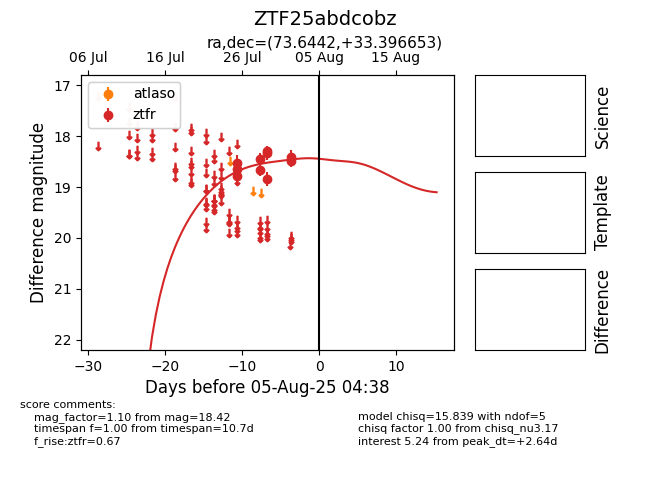 ZTF25abdcobz
ra,dec=(73.6442,+33.396653)
06 Jul 16 Jul 26 Jul 05 Aug 15 Aug
atlaso
ztfr
17
18
19
20
21
22
Difference magnitude
−30 −20 −10 0 10
Days before 05-Aug-25 04:38
Science
Template
Difference
score comments:
mag_factor=1.10 from mag=18.42
timespan f=1.00 from timespan=10.7d
f_rise:ztfr=0.67
model chisq=15.839 with ndof=5
chisq factor 1.00 from chisq_nu3.17
interest 5.24 from peak_dt=+2.64d